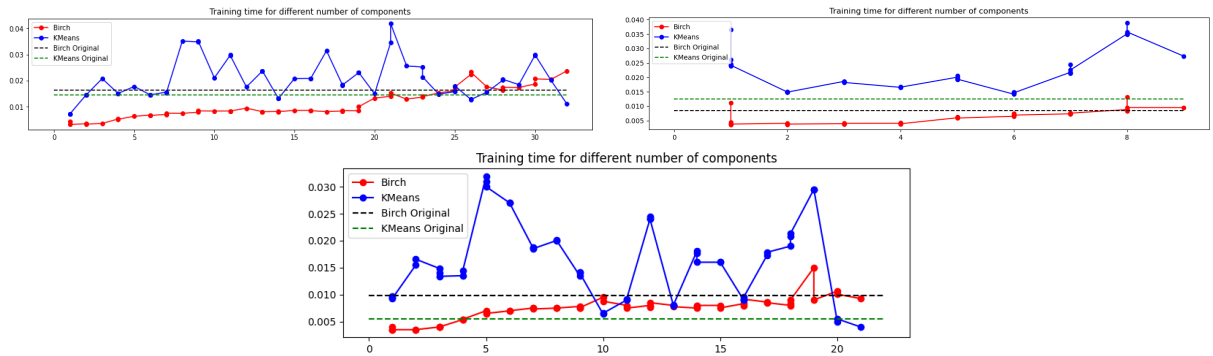 Training time for different number of components
0.04
0.03
0.02
0.01
Birch
KMeans
Birch Original
KMeans Original
0 5 10 15 20 25 30
Training time for different number of components
0.040
0.035
0.030
0.025
0.020
0.015
0.010
0.005
Birch
KMeans
Birch Original
KMeans Original
0 2 4 6 8
Training time for different number of components
0.030
0.025
0.020
0.015
0.010
0.005
Birch
KMeans
Birch Original
KMeans Original
0 5 10 15 20